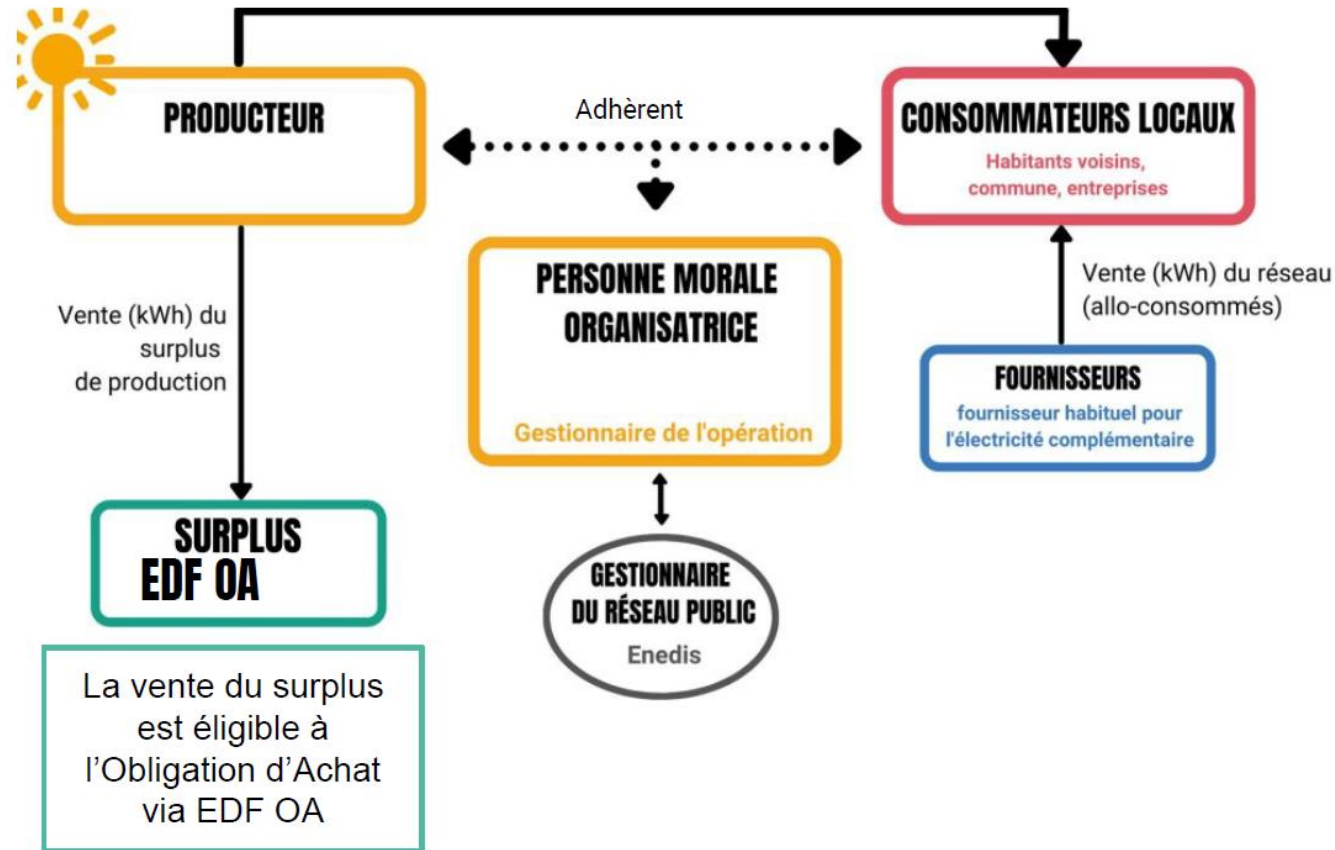 PRODUCTEUR
Adhèrent
CONSOMMATEURS LOCAUX
Habitants voisins,
commune, entreprises
PERSONNE MORALE
ORGANISATRICE
Gestionnaire de l'opération
Vente (kWh) du
surplus
de production
Vente (kWh) du réseau
(allo-consommés)
FOURNISSEURS
fournisseur habituel pour
l'électricité complémentaire
SURPLUS
EDF OA
GESTIONNAIRE
DU RÉSEAU PUBLIC
Enedis
La vente du surplus
est éligible à
l’Obligation d’Achat
via EDF OA